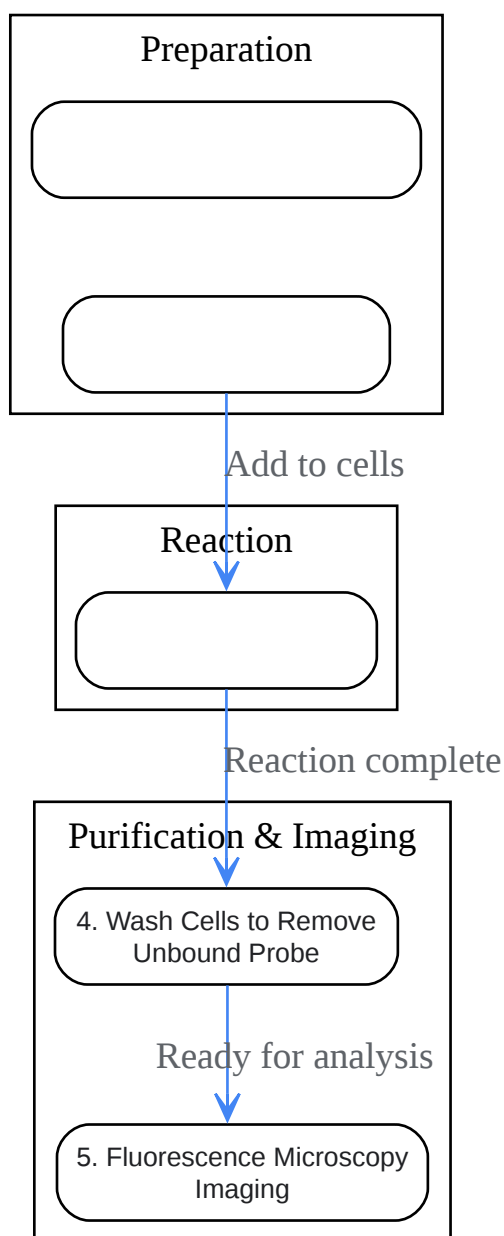 Preparation
Add to cells
Reaction
Reaction complete
Purification & Imaging
4. Wash Cells to Remove
Unbound Probe
Ready for analysis
5. Fluorescence Microscopy
Imaging